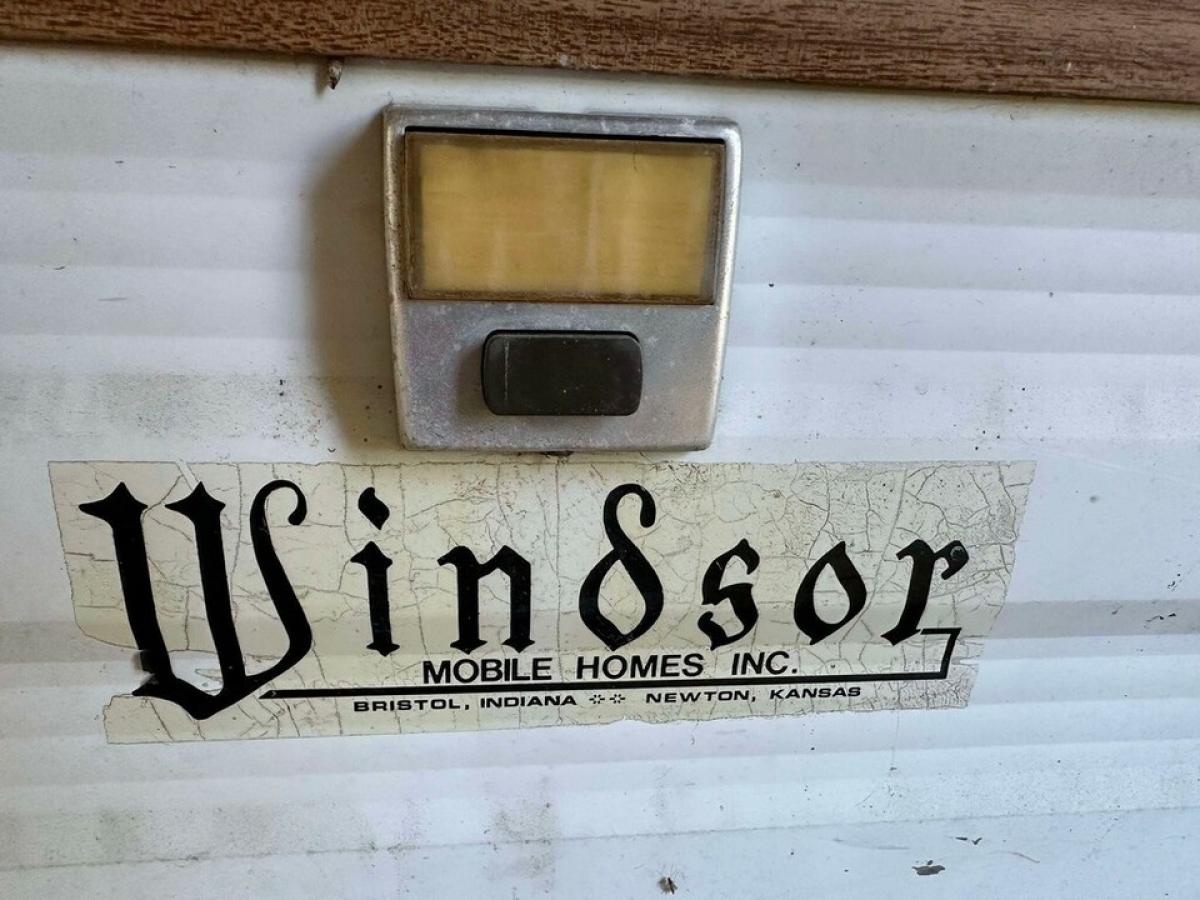 Windsor
MOBILE HOMES INC.
BRISTOL, INDIANA ** NEWTON, KANSAS